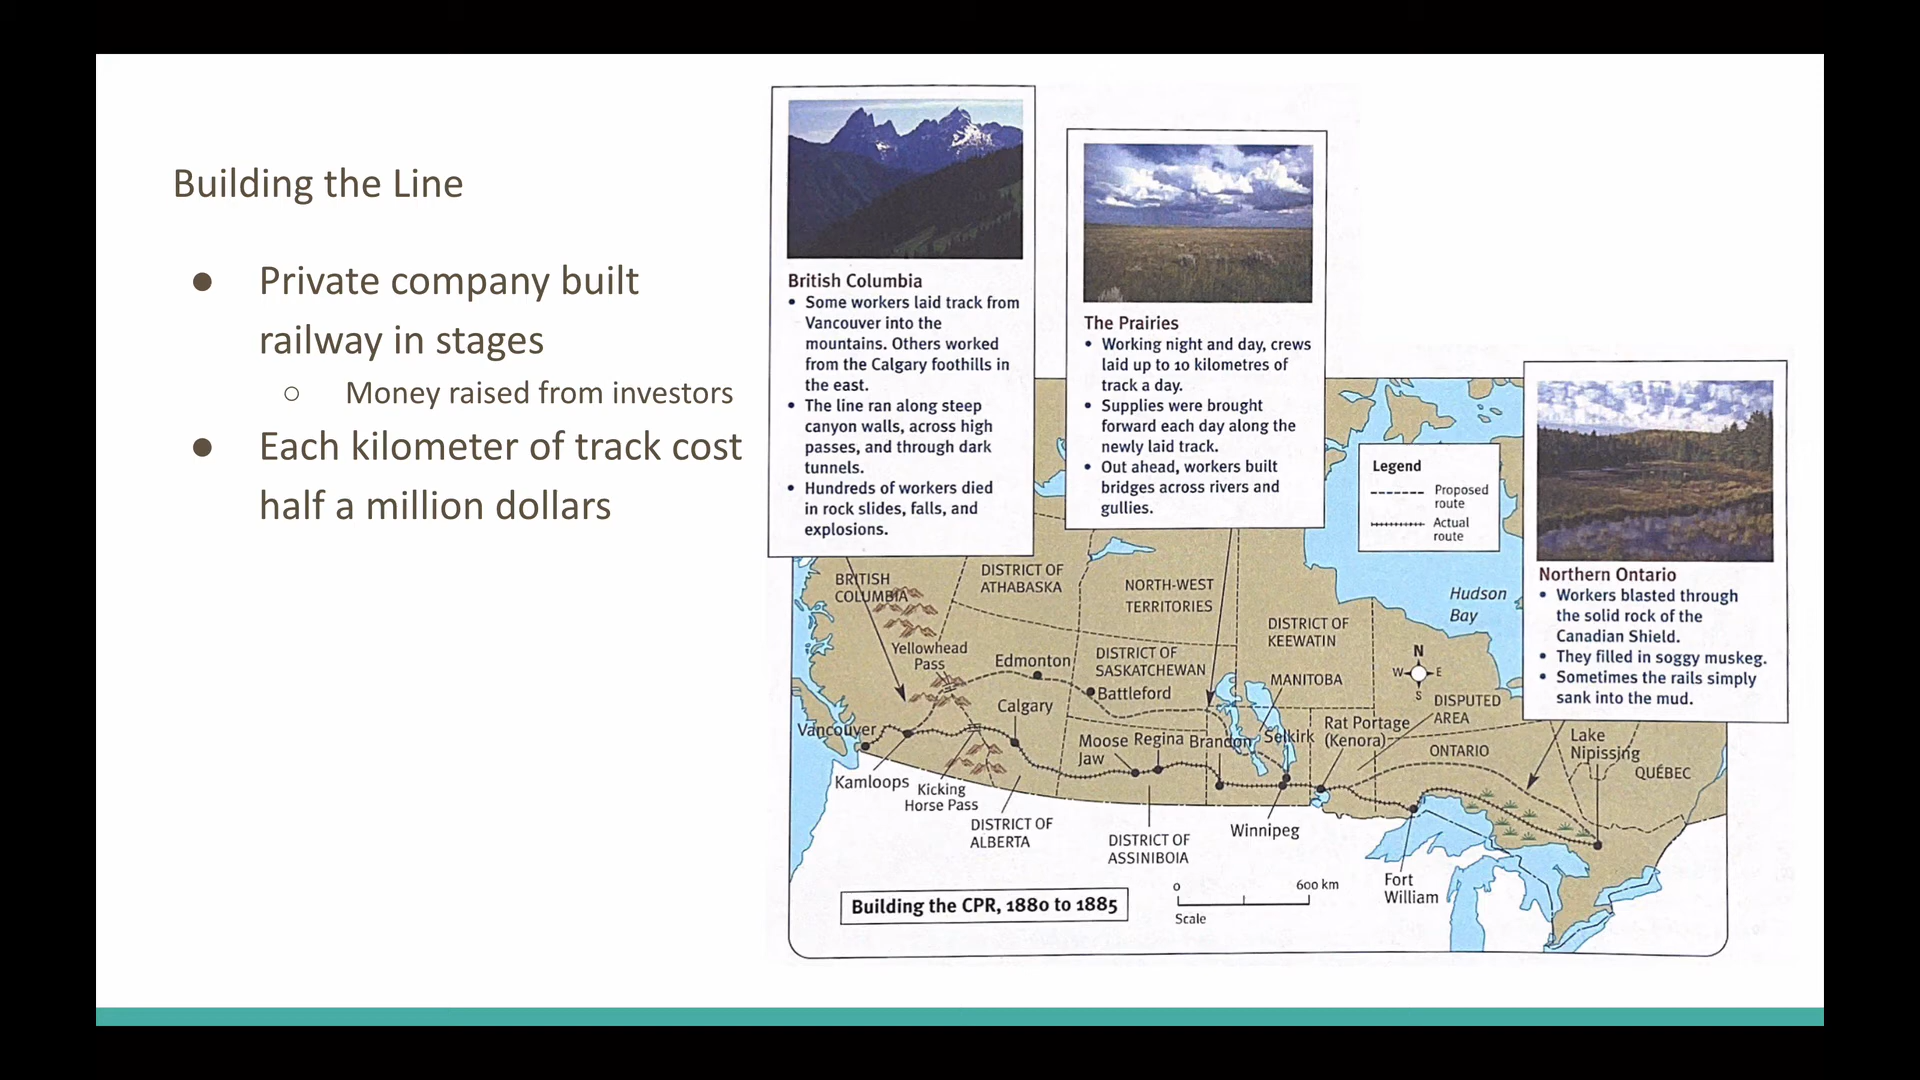 Building the Line
● Private company built
railway in stages
○ Money raised from investors
● Each kilometer of track cost
half a million dollars
British Columbia
• Some workers laid track from
Vancouver into the
mountains. Others worked
from the Calgary foothills in
the east.
• The line ran along steep
canyon walls, across high
passes, and through dark
tunnels.
• Hundreds of workers died
in rock slides, falls, and
explosions.
The Prairies
• Working night and day, crews
laid up to 10 kilometres of
track a day.
• Supplies were brought
forward each day along the
newly laid track.
• Out ahead, workers built
bridges across rivers and
gullies.
Legend
Proposed
route
Actual
route
Northern Ontario
• Workers blasted through
the solid rock of the
Canadian Shield.
• They filled in soggy muskeg.
• Sometimes the rails simply
sank into the mud.
BRITISH
COLUMBIA
DISTRICT OF
ATHABASKA
NORTH-WEST
TERRITORIES
DISTRICT OF
KEEWATIN
Hudson
Bay
Yellowhead
Pass
Edmonton
DISTRICT OF
SASKATCHEWAN
Battleford
MANITOBA
N
W
E
S
DISPUTED
AREA
Calgary
Vancouver
Moose
Jaw
Regina
Brandon
Selkirk
Rat Portage
(Kenora)
ONTARIO
Lake
Nipissing
QUÉBEC
Kamloops
Kicking
Horse Pass
DISTRICT OF
ALBERTA
DISTRICT OF
ASSINIBOIA
Winnipeg
Fort
William
Building the CPR, 1880 to 1885
0
600 km
Scale